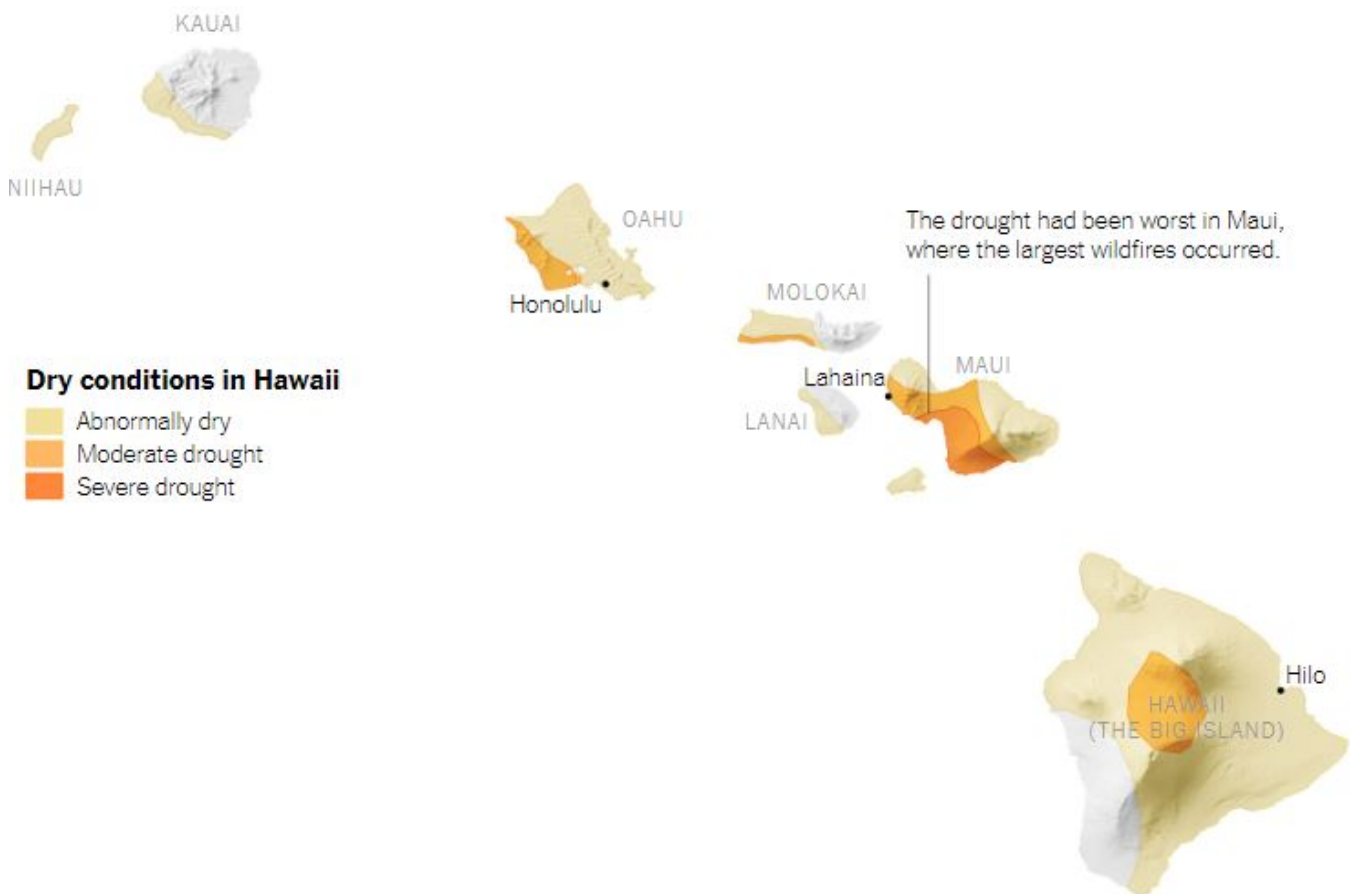 KAUAI
NIIHAU
OAHU
Honolulu
The drought had been worst in Maui,
where the largest wildfires occurred.
MOLOKAI
Lahaina
MAUI
LANAI
Dry conditions in Hawaii
Abnormally dry
Moderate drought
Severe drought
Hilo
HAWAII
(THE BIG ISLAND)